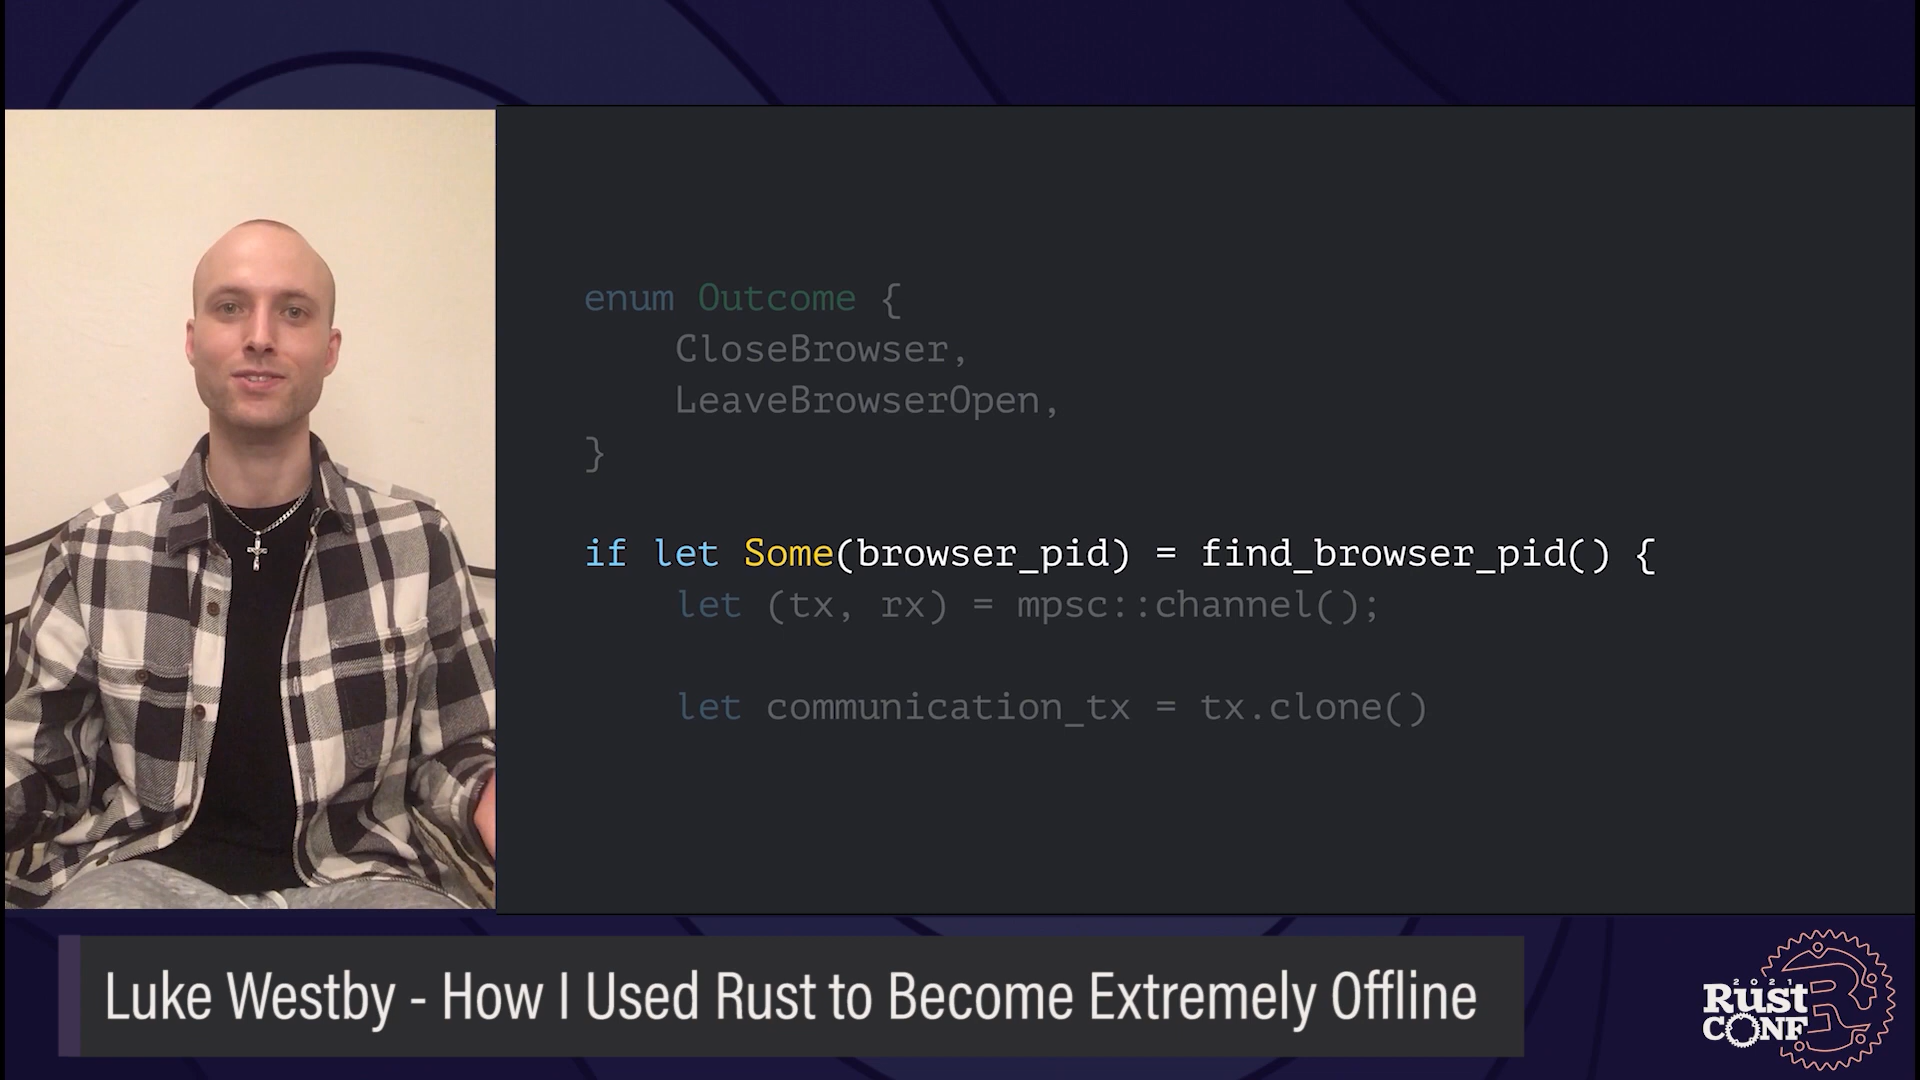 enum Outcome {
    CloseBrowser,
    LeaveBrowserOpen,
}
if let Some(browser_pid) = find_browser_pid() {
    let (tx, rx) = mpsc::channel();
    let communication_tx = tx.clone()
Luke Westby - How I Used Rust to Become Extremely Offline
2021
Rust
CONF
R